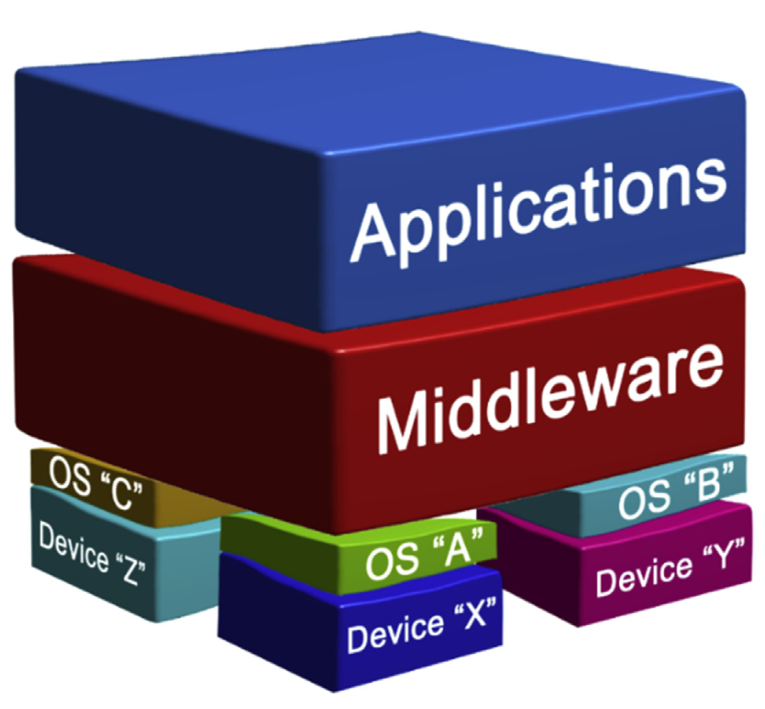 Applications
Middleware
OS “C”
Device “Z”
OS “A”
Device “X”
OS “B”
Device “Y”